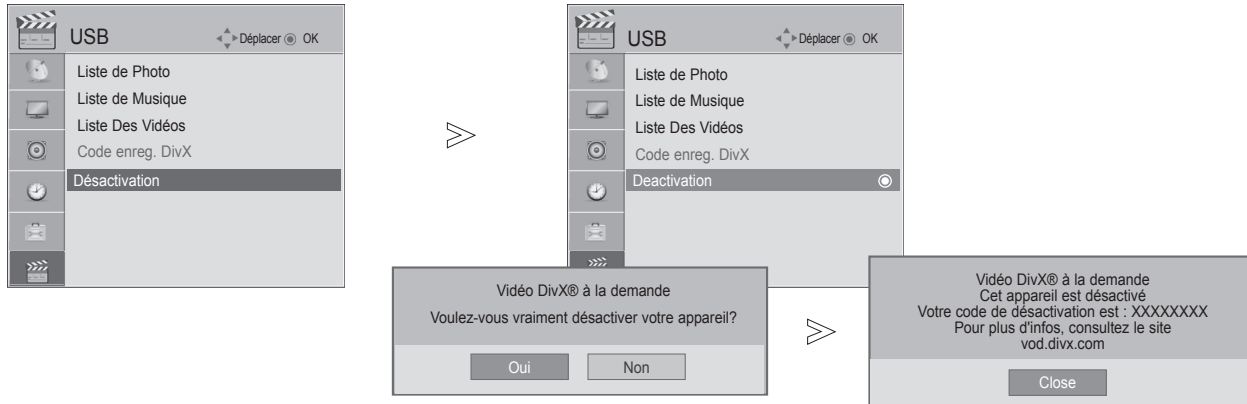 USB
Déplacer OK
Liste de Photo
Liste de Musique
Liste Des Vidéos
Code enreg. DivX
Désactivation
USB
Déplacer OK
Liste de Photo
Liste de Musique
Liste Des Vidéos
Code enreg. DivX
Deactivation
Vidéo DivX® à la demande
Voulez-vous vraiment désactiver votre appareil?
Oui Non
Vidéo DivX® à la demande
Cet appareil est désactivé
Votre code de désactivation est : XXXXXXXX
Pour plus d'infos, consultez le site
vod.divx.com
Close